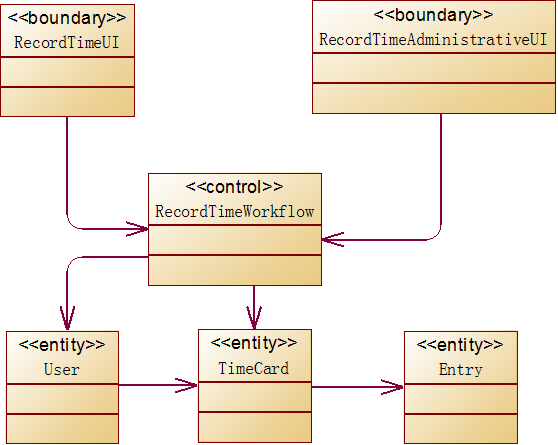 <<boundary>>
RecordTimeUI
<<boundary>>
RecordTimeAdministrativeUI
<<control>>
RecordTimeWorkflow
<<entity>>
User
<<entity>>
TimeCard
<<entity>>
Entry